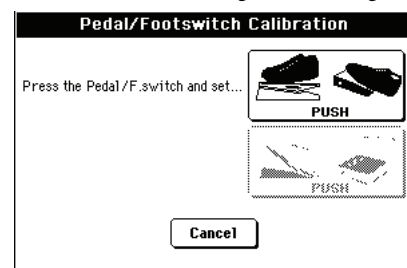 Pedal/Footswitch Calibration
Press the Pedal/F.switch and set...
PUSH
PUSH
Cancel